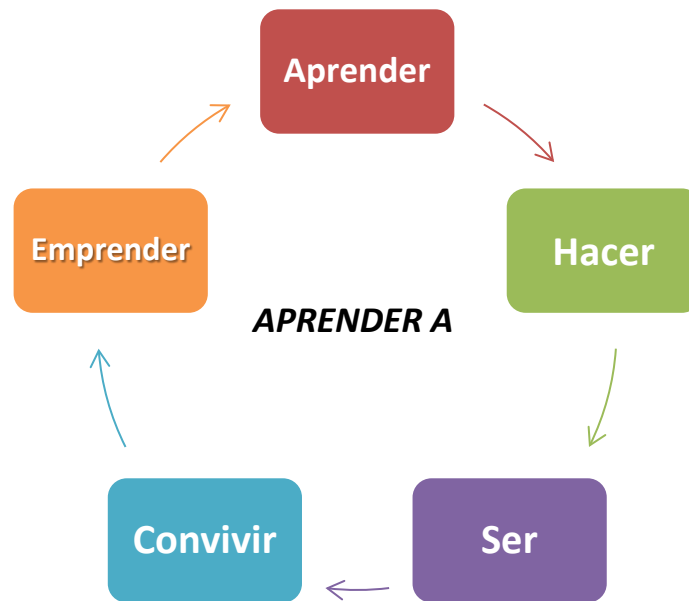 Aprender
Hacer
Ser
Convivir
Emprender
APRENDER A